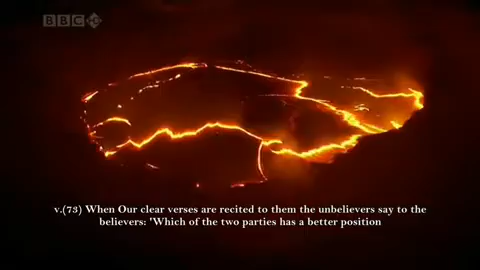 BBC
v.(73) When Our clear verses are recited to them the unbelievers say to the
believers: 'Which of the two parties has a better position